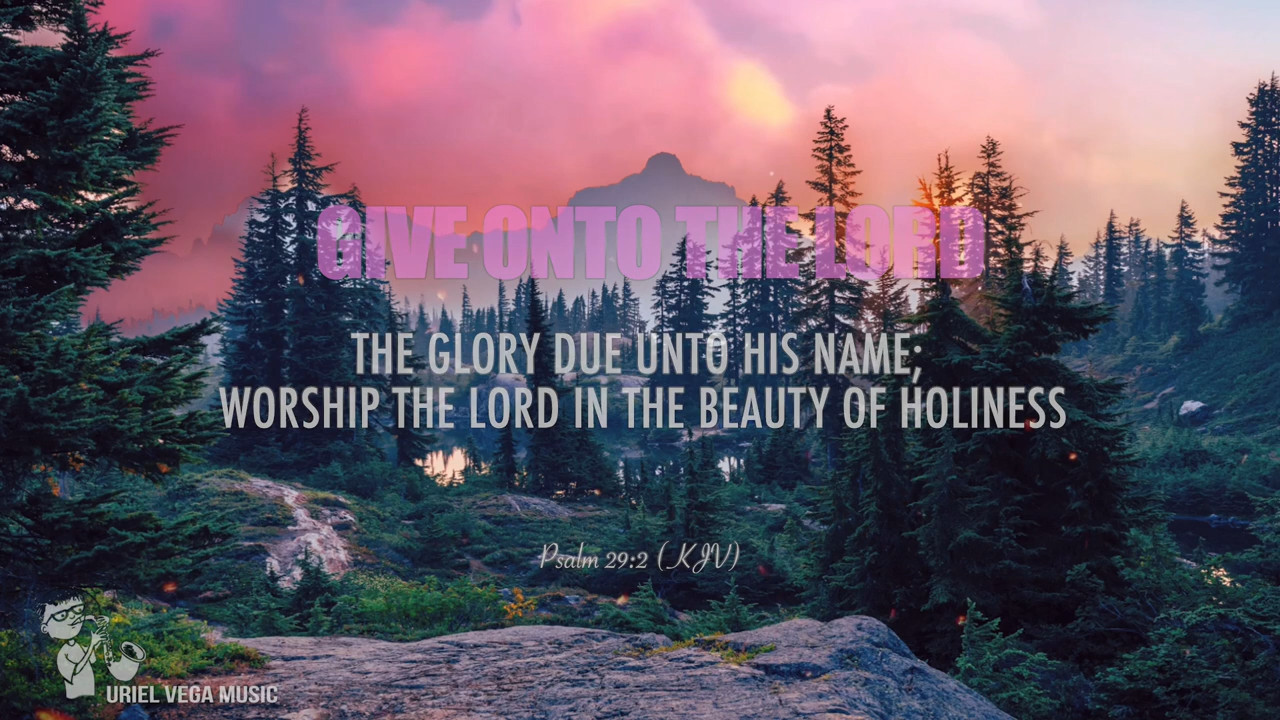 GIVE ONTO THE LORD
THE GLORY DUE UNTO HIS NAME;
WORSHIP THE LORD IN THE BEAUTY OF HOLINESS
Psalm 29:2 (KJV)
URIEL VEGA MUSIC